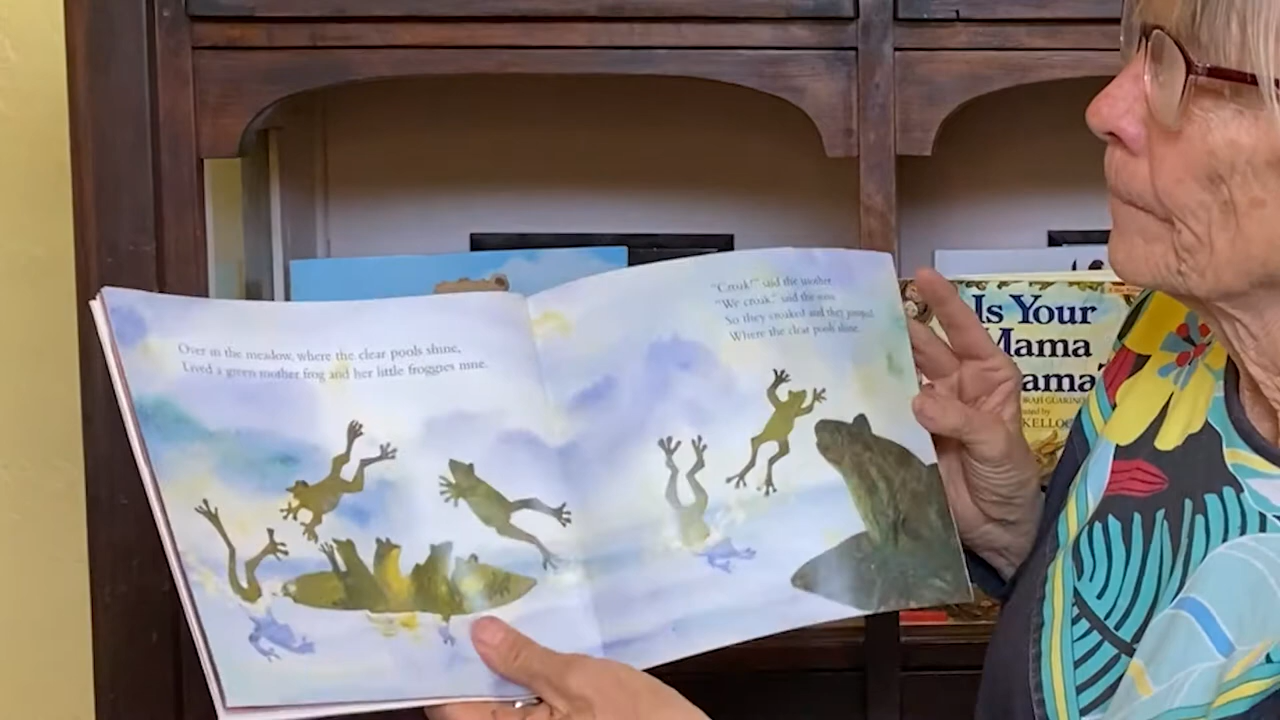 Over in the meadow, where the clear pools shine,
Lived a green mother frog and her little froggies nine.
"Croak!" said the mother.
"We croak," said the nine.
So they croaked and they jumped
Where the clear pools shine.
Is Your
Mama
KELLOG